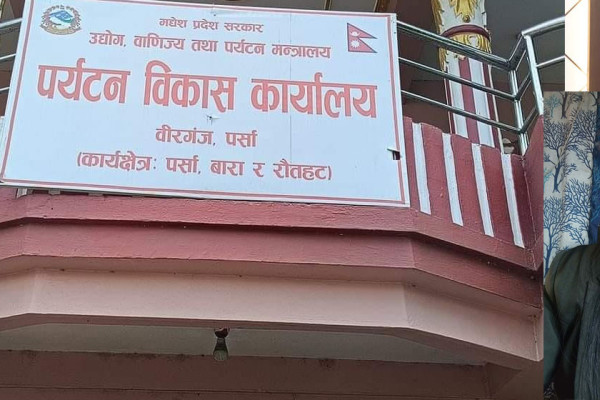 मधेश प्रदेश सरकार
उद्योग, वाणिज्य तथा पर्यटन मन्त्रालय
पर्यटन विकास कार्यालय
वीरगंज, पर्सा
(कार्यक्षेत्र: पर्सा, बारा र रौतहट)